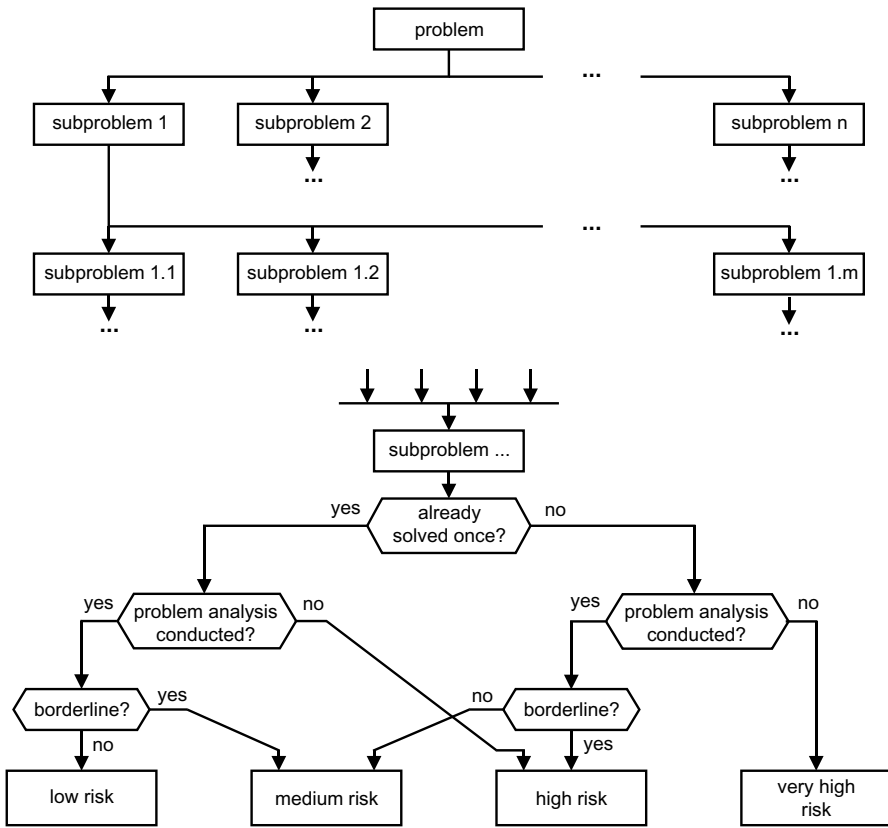 problem
...
subproblem 1
subproblem 2
subproblem n
...
...
...
subproblem 1.1
subproblem 1.2
subproblem 1.m
...
...
...
subproblem ...
yes
already
solved once?
no
yes
problem analysis
conducted?
no
yes
problem analysis
conducted?
no
borderline?
yes
no
borderline?
no
yes
low risk
medium risk
high risk
very high
risk